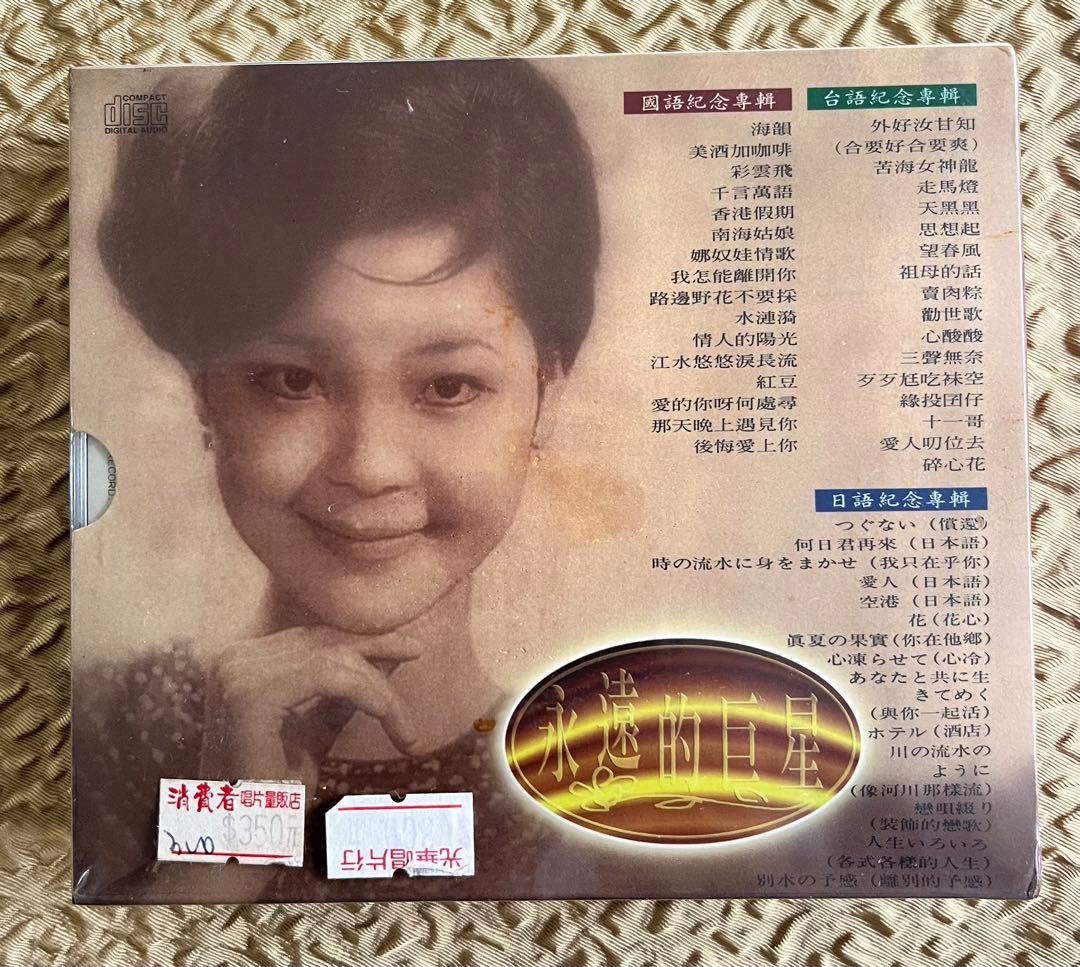 COMPACT
disc
DIGITAL AUDIO
國語紀念專輯
海韻
美酒加咖啡
彩雲飛
千言萬語
香港假期
南海姑娘
娜奴娃情歌
我怎能離開你
路邊野花不要採
水漣漪
情人的陽光
江水悠悠淚長流
紅豆
愛的你呀何處尋
那天晚上遇見你
後悔愛上你
台語紀念專輯
外好汝甘知
(合要好合要爽)
苦海女神龍
走馬燈
天黑黑
思想起
望春風
祖母的話
賣肉粽
勸世歌
心酸酸
三聲無奈
歹歹尪吃袜空
緣投囝仔
十一哥
愛人叨位去
碎心花
日語紀念專輯
つぐない (償還)
何日君再來 (日本語)
時の流水に身をまかせ (我只在乎你)
愛人 (日本語)
空港 (日本語)
花 (花心)
眞夏の果實 (你在他鄉)
心凍らせて (心冷)
あなたと共に生
きてめく
(與你一起活)
ホテル (酒店)
川の流水の
ように
(像河川那樣流)
戀唄綴り
(裝飾的戀歌)
人生いろいろ
(各式各樣的人生)
別水の予感 (離別的予感)
永遠的巨星
RECORD
消費者唱片量販店
$350元
光華唱片行